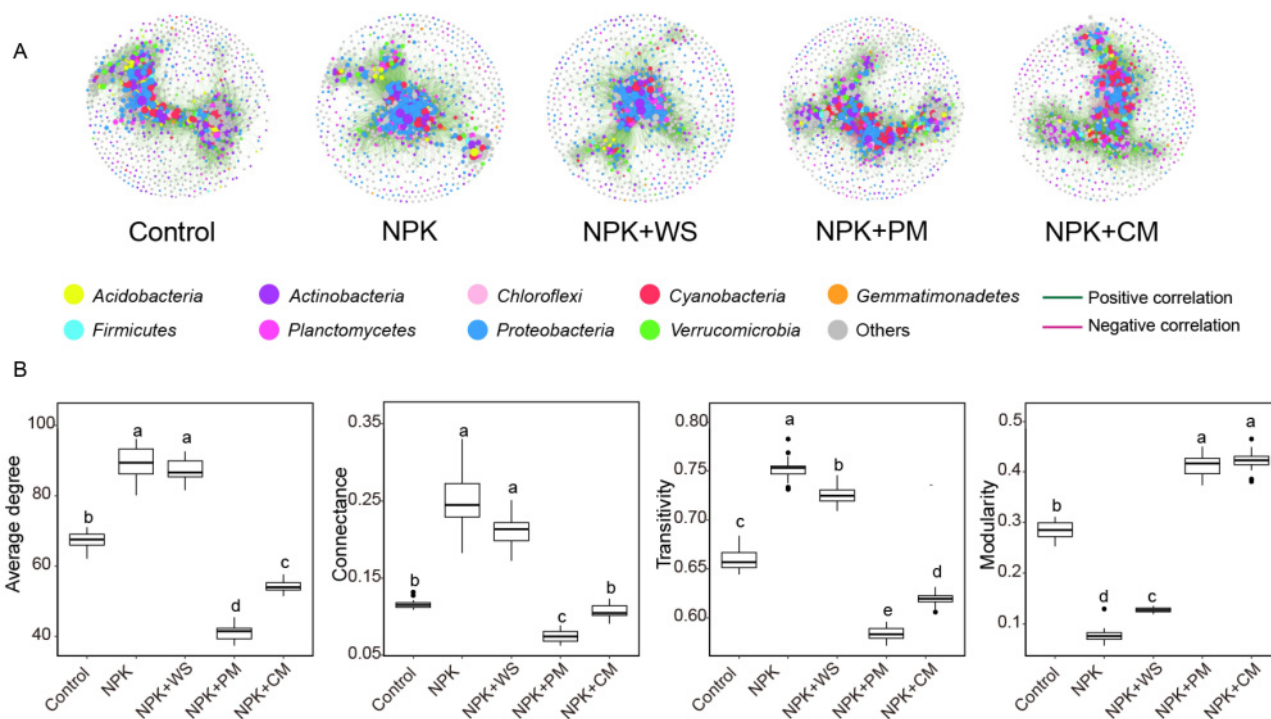 A
Control NPK NPK+WS NPK+PM NPK+CM
Acidobacteria Actinobacteria Chloroflexi Cyanobacteria Gemmatimonadetes Positive correlation
Firmicutes Planctomycetes Proteobacteria Verrucomicrobia Others Negative correlation
B
Average degree
100
80
60
40
b a a d c
Control NPK NPK+WS NPK+PM NPK+CM
Connectance
0.35
0.25
0.15
0.05
b a a c b
Control NPK NPK+WS NPK+PM NPK+CM
Transitivity
0.80
0.75
0.70
0.65
0.60
c a b e d
Control NPK NPK+WS NPK+PM NPK+CM
Modularity
0.5
0.4
0.3
0.2
0.1
b d c a a
Control NPK NPK+WS NPK+PM NPK+CM